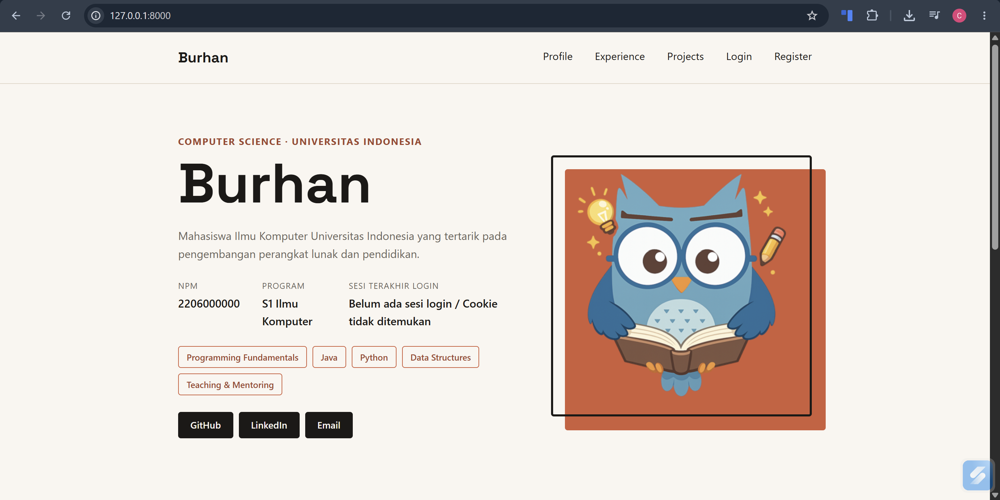 127.0.0.1:8000
C
Burhan
Profile Experience Projects Login Register
COMPUTER SCIENCE · UNIVERSITAS INDONESIA
Burhan
Mahasiswa Ilmu Komputer Universitas Indonesia yang tertarik pada
pengembangan perangkat lunak dan pendidikan.
NPM
2206000000
PROGRAM
S1 Ilmu
Komputer
SESI TERAKHIR LOGIN
Belum ada sesi login / Cookie
tidak ditemukan
Programming Fundamentals Java Python Data Structures
Teaching & Mentoring
GitHub LinkedIn Email